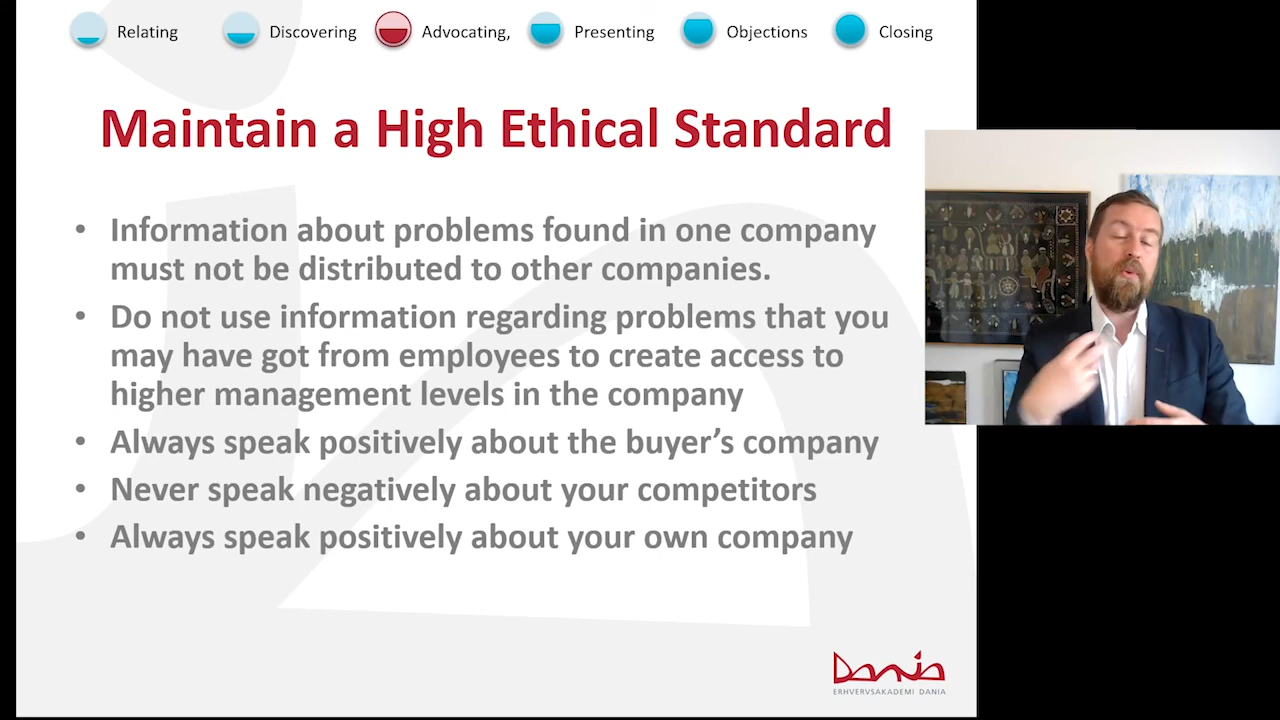 Relating
Discovering
Advocating,
Presenting
Objections
Closing
Maintain a High Ethical Standard
• Information about problems found in one company
must not be distributed to other companies.
• Do not use information regarding problems that you
may have got from employees to create access to
higher management levels in the company
• Always speak positively about the buyer’s company
• Never speak negatively about your competitors
• Always speak positively about your own company
Dania
ERHVERVSAKADEMI DANIA